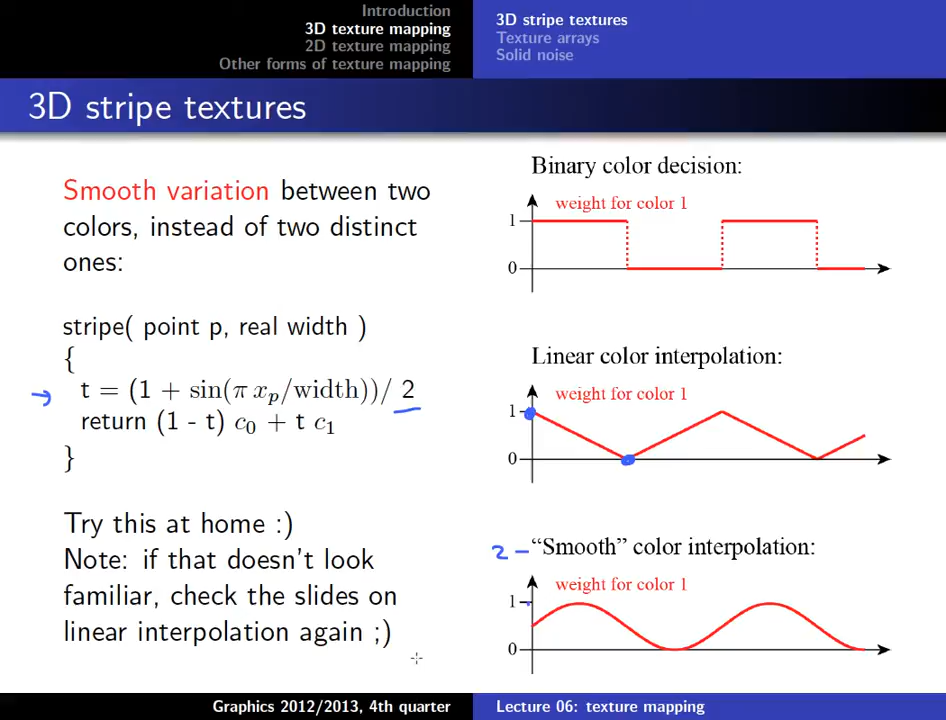 Introduction
3D texture mapping
2D texture mapping
Other forms of texture mapping
3D stripe textures
Texture arrays
Solid noise
3D stripe textures
Smooth variation between two
colors, instead of two distinct
ones:
stripe( point p, real width )
{
t = (1 + sin(π xₚ/width))/ 2
return (1 - t) c₀ + t c₁
}
Try this at home :)
Note: if that doesn't look
familiar, check the slides on
linear interpolation again ;)
Binary color decision:
weight for color 1
1
0
Linear color interpolation:
weight for color 1
1
0
2 – “Smooth” color interpolation:
weight for color 1
1
0
Graphics 2012/2013, 4th quarter
Lecture 06: texture mapping